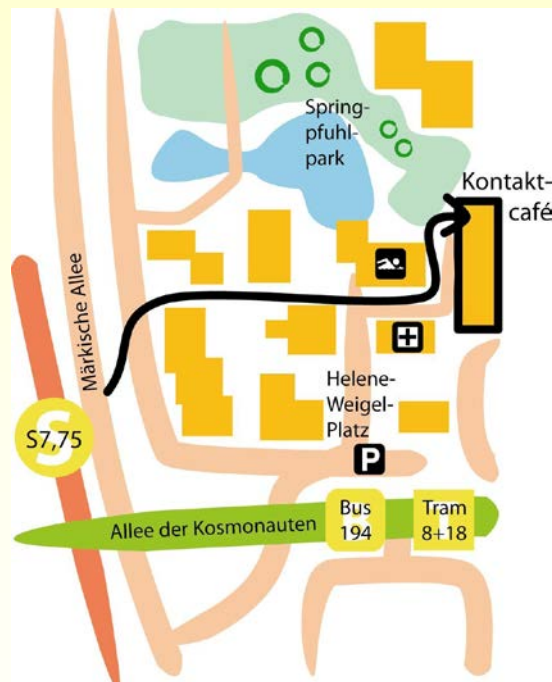 Spring-
pfuhl-
park
Kontakt-
café
Märkische Allee
S
S7,75
Helene-
Weigel-
Platz
P
Allee der Kosmonauten
B
Bus
194
T
Tram
8+18